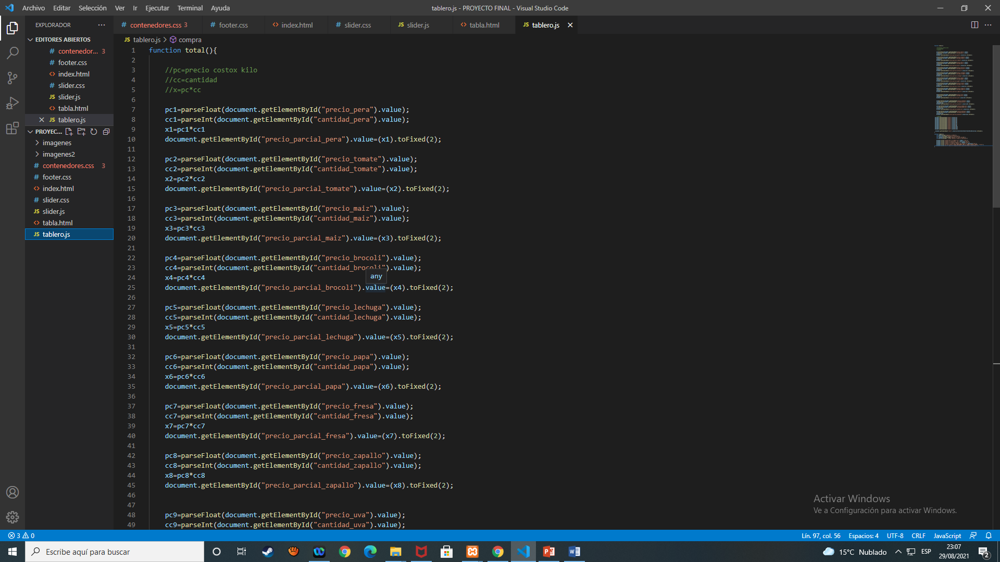 Archivo Editar Selección Ver Ir Ejecutar Terminal Ayuda
tablero.js - PROYECTO FINAL - Visual Studio Code
EXPLORADOR
contenedores.css 3 footer.css index.html slider.css slider.js tabla.html tablero.js
EDITORES ABIERTOS
contenedor... 3
footer.css
index.html
slider.css
slider.js
tabla.html
tablero.js
PROYEC...
imagenes
imagenes2
contenedores.css 3
footer.css
index.html
slider.css
slider.js
tabla.html
tablero.js
tablero.js > compra
1 function total(){
2
3 //pc=precio costox kilo
4 //cc=cantidad
5 //x=pc*cc
6
7 pc1=parseFloat(document.getElementById("precio_pera").value);
8 cc1=parseInt(document.getElementById("cantidad_pera").value);
9 x1=pc1*cc1
10 document.getElementById("precio_parcial_pera").value=(x1).toFixed(2);
11
12 pc2=parseFloat(document.getElementById("precio_tomate").value);
13 cc2=parseInt(document.getElementById("cantidad_tomate").value);
14 x2=pc2*cc2
15 document.getElementById("precio_parcial_tomate").value=(x2).toFixed(2);
16
17 pc3=parseFloat(document.getElementById("precio_maiz").value);
18 cc3=parseInt(document.getElementById("cantidad_maiz").value);
19 x3=pc3*cc3
20 document.getElementById("precio_parcial_maiz").value=(x3).toFixed(2);
21
22 pc4=parseFloat(document.getElementById("precio_brocoli").value);
23 cc4=parseInt(document.getElementById("cantidad_brocoli").value);
any
24 x4=pc4*cc4
25 document.getElementById("precio_parcial_brocoli").value=(x4).toFixed(2);
26
27 pc5=parseFloat(document.getElementById("precio_lechuga").value);
28 cc5=parseInt(document.getElementById("cantidad_lechuga").value);
29 x5=pc5*cc5
30 document.getElementById("precio_parcial_lechuga").value=(x5).toFixed(2);
31
32 pc6=parseFloat(document.getElementById("precio_papa").value);
33 cc6=parseInt(document.getElementById("cantidad_papa").value);
34 x6=pc6*cc6
35 document.getElementById("precio_parcial_papa").value=(x6).toFixed(2);
36
37 pc7=parseFloat(document.getElementById("precio_fresa").value);
38 cc7=parseInt(document.getElementById("cantidad_fresa").value);
39 x7=pc7*cc7
40 document.getElementById("precio_parcial_fresa").value=(x7).toFixed(2);
41
42 pc8=parseFloat(document.getElementById("precio_zapallo").value);
43 cc8=parseInt(document.getElementById("cantidad_zapallo").value);
44 x8=pc8*cc8
45 document.getElementById("precio_parcial_zapallo").value=(x8).toFixed(2);
46
47
48 pc9=parseFloat(document.getElementById("precio_uva").value);
49 cc9=parseInt(document.getElementById("cantidad_uva").value);
Activar Windows
Ve a Configuración para activar Windows.
3 0
Lín. 97, col. 56 Espacios: 4 UTF-8 CRLF JavaScript
Escribe aquí para buscar
15°C Nublado ESP
23:07
29/08/2021
2